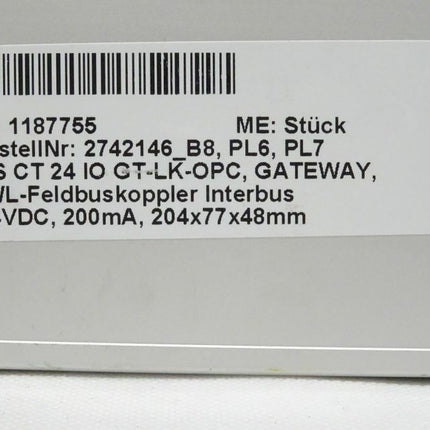 1187755 ME: Stück
stellNr: 2742146_B8, PL6, PL7
S CT 24 IO GT-LK-OPC, GATEWAY,
WL-Feldbuskoppler Interbus
VDC, 200mA, 204x77x48mm